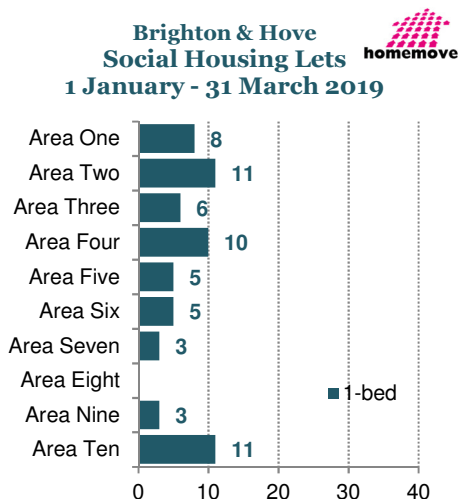 Brighton & Hove
Social Housing Lets
1 January - 31 March 2019
homemove
Area One 8
Area Two 11
Area Three 6
Area Four 10
Area Five 5
Area Six 5
Area Seven 3
Area Eight
1-bed
Area Nine 3
Area Ten 11
0 10 20 30 40